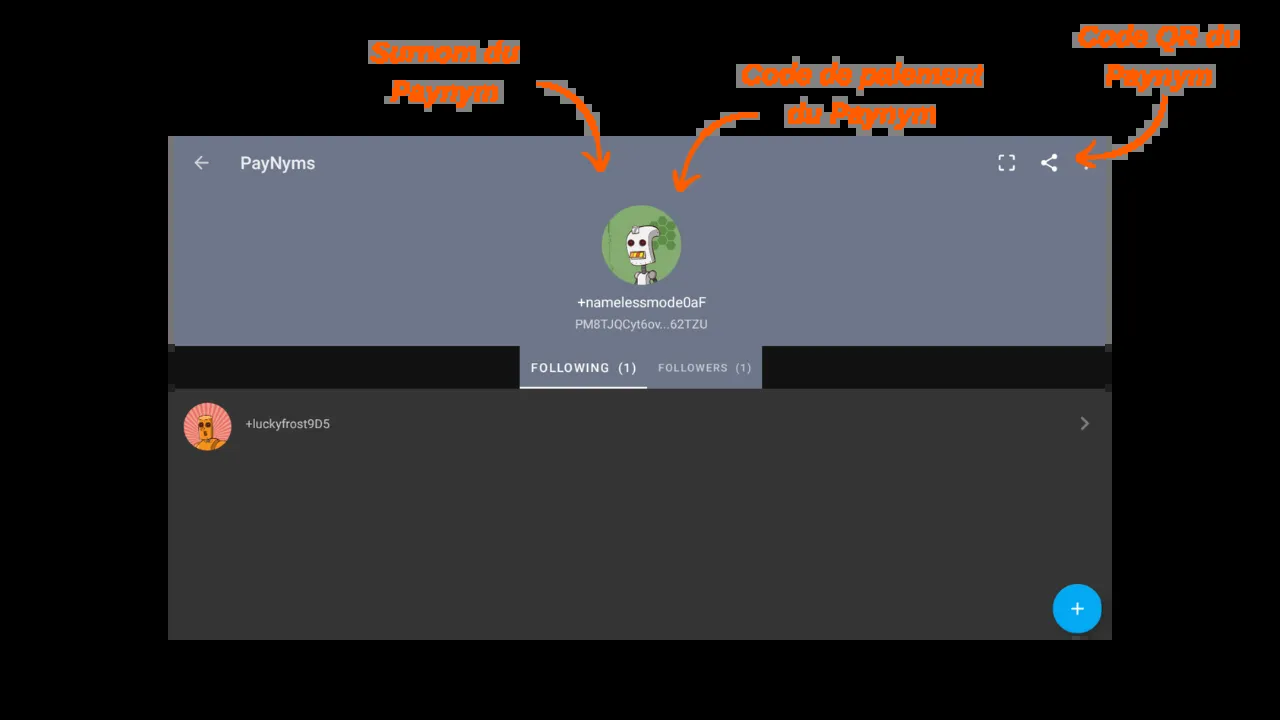 Surnom du
Paynym
Code de paiement
du Paynym
Code QR du
Paynym
PayNyms
+namelessmode0aF
PM8TJQCyt6ov...62TZU
FOLLOWING (1)
FOLLOWERS (1)
+luckyfrost9D5